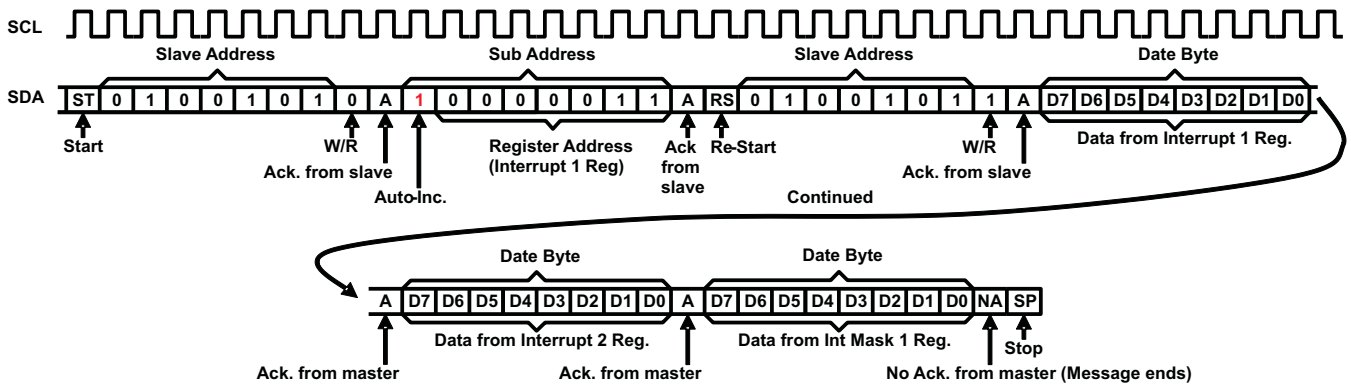 SCL
Slave Address Sub Address Slave Address Date Byte
SDA ST 0 1 0 0 1 0 1 0 A 1 0 0 0 0 0 1 1 A RS 0 1 0 0 1 0 1 1 A D7 D6 D5 D4 D3 D2 D1 D0
Start W/R Register Address Ack Re-Start W/R Data from Interrupt 1 Reg.
(Interrupt 1 Reg) from
Ack. from slave slave Ack. from slave
Auto-Inc. Continued
Date Byte Date Byte
A D7 D6 D5 D4 D3 D2 D1 D0 A D7 D6 D5 D4 D3 D2 D1 D0 NA SP
Data from Interrupt 2 Reg. Data from Int Mask 1 Reg. Stop
Ack. from master Ack. from master No Ack. from master (Message ends)